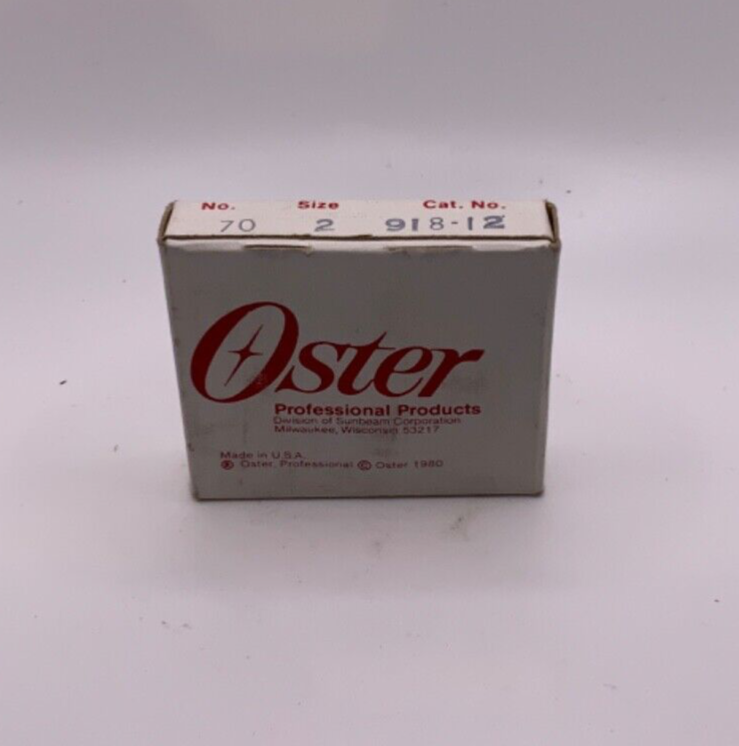 No. Size Cat. No.
70 2 918-12
Oster
Professional Products
Division of Sunbeam Corporation
Milwaukee, Wisconsin 53217
Made in U.S.A.
® Oster, Professional © Oster 1980